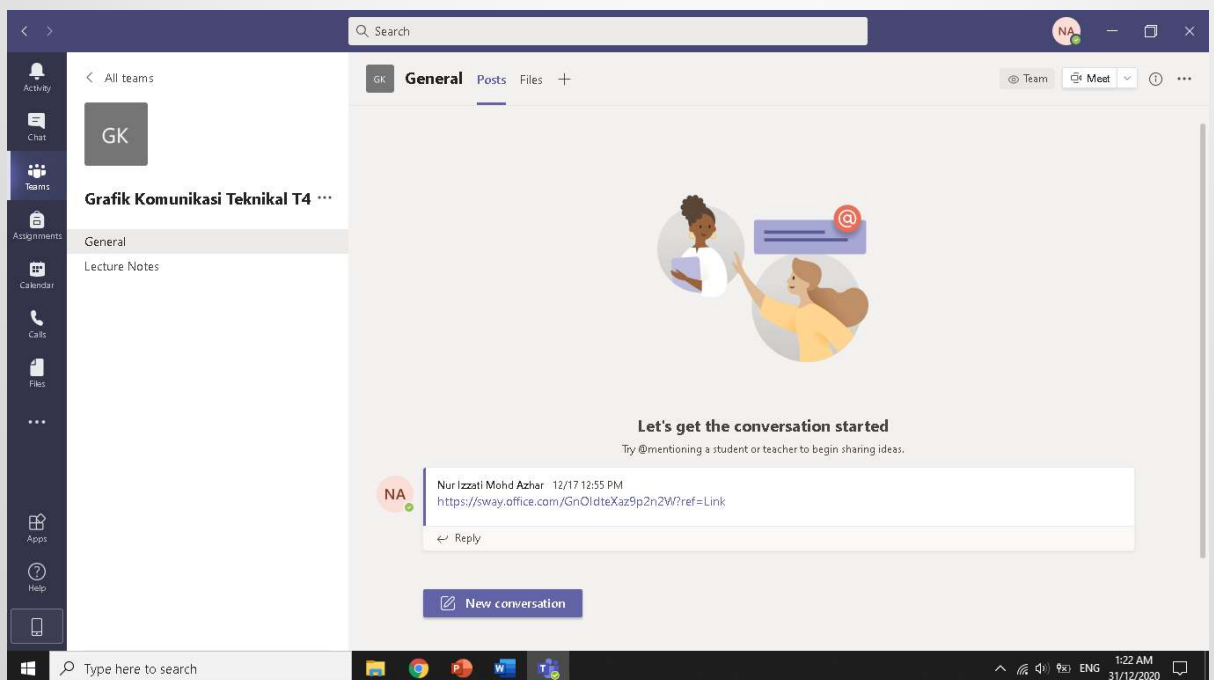 Search
NA
Activity
Chat
Teams
Assignments
Calendar
Calls
Files
Apps
Help
All teams
GK
Grafik Komunikasi Teknikal T4
General
Lecture Notes
GK General Posts Files
Team Meet
@
Let's get the conversation started
Try @mentioning a student or teacher to begin sharing ideas.
NA
Nur Izzati Mohd Azhar 12/17 12:55 PM
https://sway.office.com/GnOIdteXaz9p2n2W?ref=Link
Reply
New conversation
Type here to search
P
W
T
ENG
1:22 AM
31/12/2020